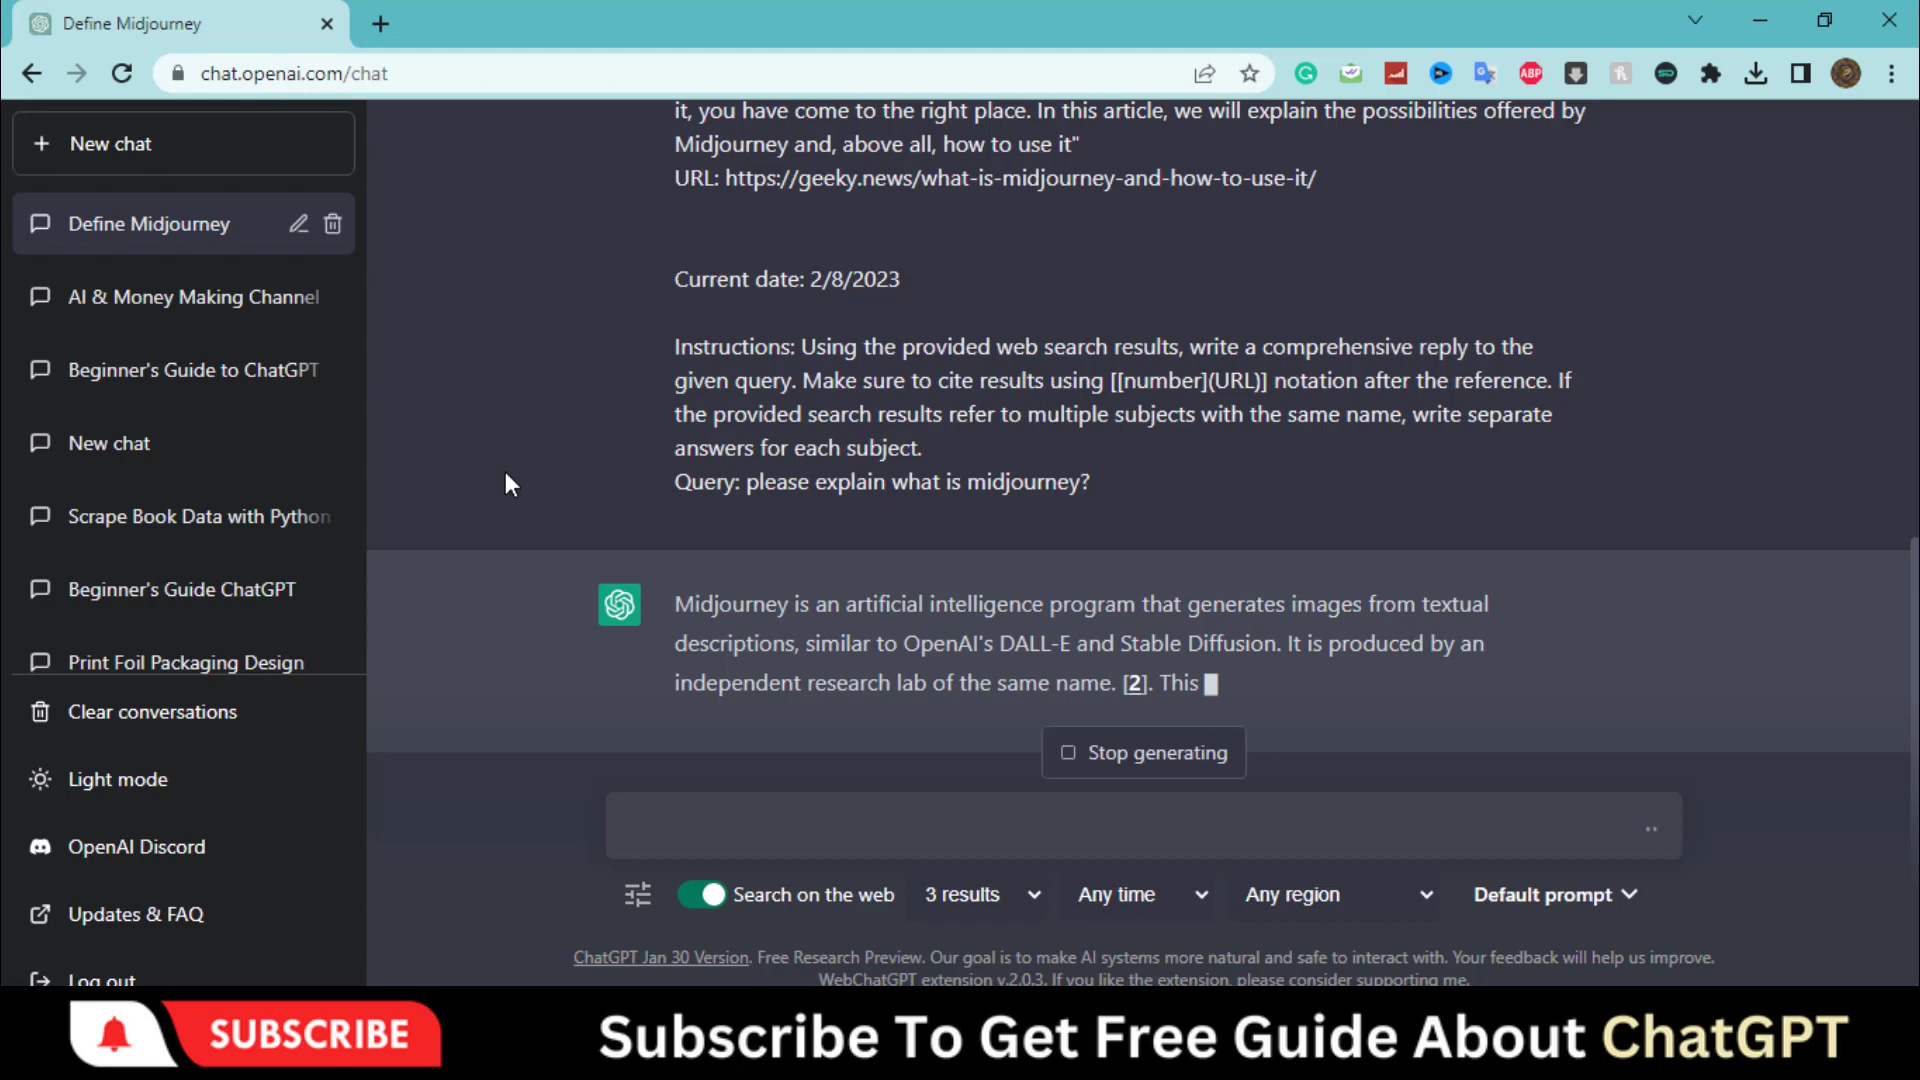 Define Midjourney
chat.openai.com/chat
ABP
New chat
Define Midjourney
AI & Money Making Channel
Beginner's Guide to ChatGPT
New chat
Scrape Book Data with Python
Beginner's Guide ChatGPT
Print Foil Packaging Design
Clear conversations
Light mode
OpenAI Discord
Updates & FAQ
Log out
it, you have come to the right place. In this article, we will explain the possibilities offered by
Midjourney and, above all, how to use it"
URL: https://geeky.news/what-is-midjourney-and-how-to-use-it/
Current date: 2/8/2023
Instructions: Using the provided web search results, write a comprehensive reply to the
given query. Make sure to cite results using [[number](URL)] notation after the reference. If
the provided search results refer to multiple subjects with the same name, write separate
answers for each subject.
Query: please explain what is midjourney?
Midjourney is an artificial intelligence program that generates images from textual
descriptions, similar to OpenAI's DALL-E and Stable Diffusion. It is produced by an
independent research lab of the same name. [2]. This
Stop generating
Search on the web 3 results Any time Any region Default prompt
ChatGPT Jan 30 Version. Free Research Preview. Our goal is to make AI systems more natural and safe to interact with. Your feedback will help us improve.
WebChatGPT extension v.2.0.3. If you like the extension, please consider supporting me.
SUBSCRIBE
Subscribe To Get Free Guide About ChatGPT